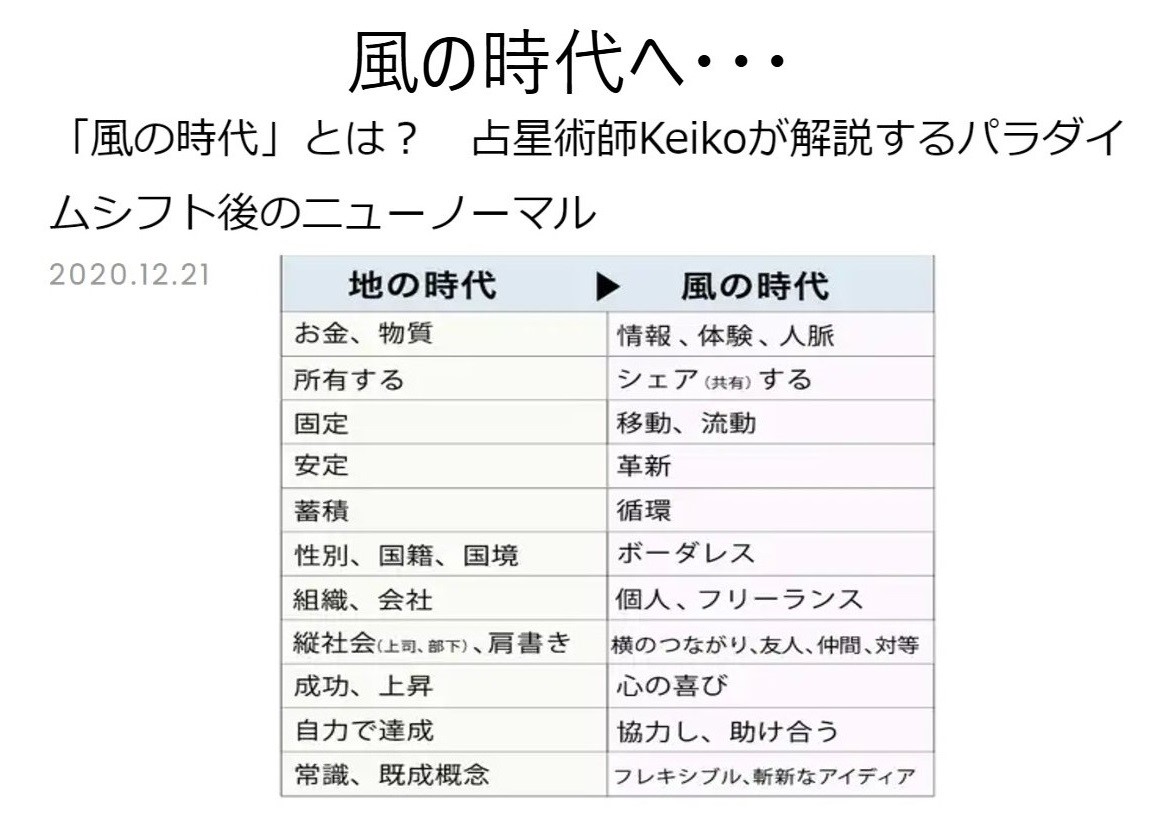 風の時代へ・・・
「風の時代」とは？　占星術師Keikoが解説するパラダイ
ムシフト後のニューノーマル
2020.12.21
地の時代 ▶ 風の時代
お金、物質 情報、体験、人脈
所有する シェア(共有)する
固定 移動、流動
安定 革新
蓄積 循環
性別、国籍、国境 ボーダレス
組織、会社 個人、フリーランス
縦社会(上司、部下)、肩書き 横のつながり、友人、仲間、対等
成功、上昇 心の喜び
自力で達成 協力し、助け合う
常識、既成概念 フレキシブル、斬新なアイディア